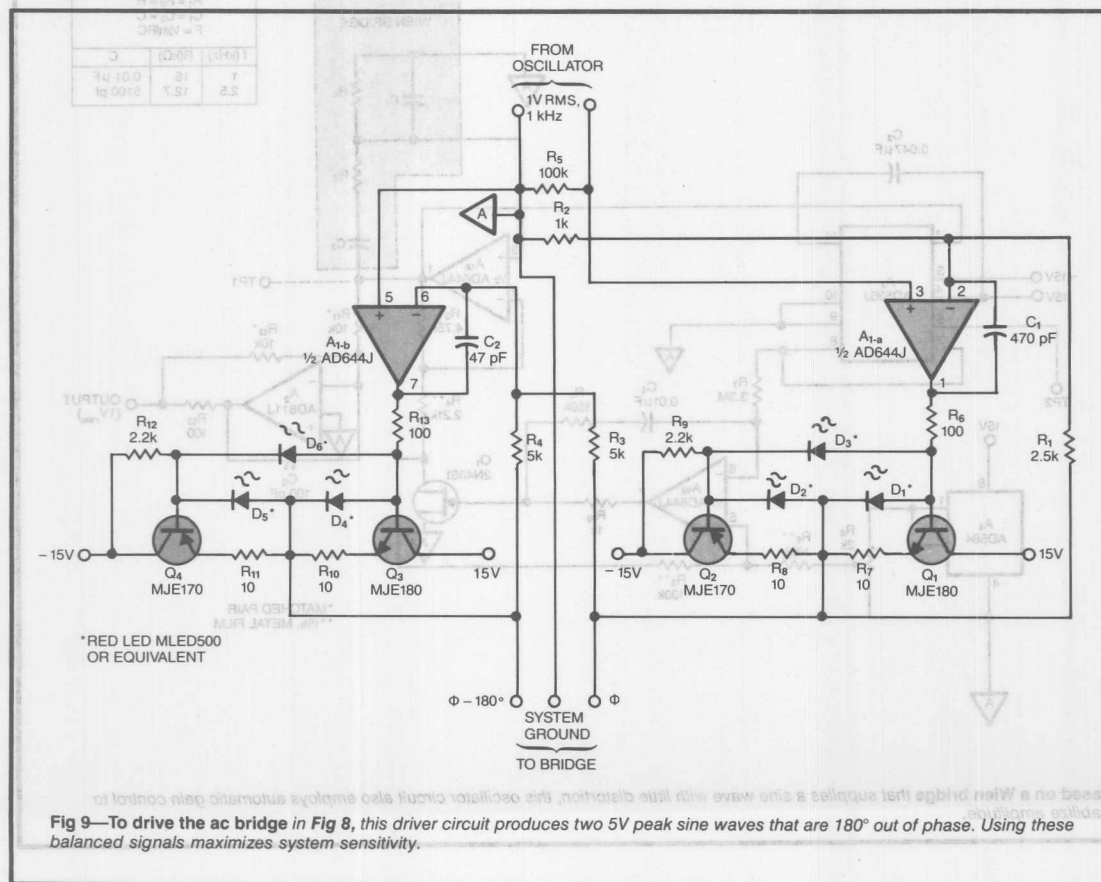 FROM
OSCILLATOR
1V RMS,
1 kHz
R5
100k
R2
1k
A
5 6
+ −
A1-b
½ AD644J
7
C2
47 pF
3 2
+ −
A1-a
½ AD644J
1
C1
470 pF
R12
2.2k
R13
100
D6*
D5*
D4*
R4
5k
R3
5k
R9
2.2k
R6
100
D3*
D2*
D1*
R1
2.5k
−15V
Q4
MJE170
R11
10
R10
10
Q3
MJE180
15V
−15V
Q2
MJE170
R8
10
R7
10
Q1
MJE180
15V
*RED LED MLED500
OR EQUIVALENT
Φ − 180°
SYSTEM
GROUND
Φ
TO BRIDGE
Fig 9—To drive the ac bridge in Fig 8, this driver circuit produces two 5V peak sine waves that are 180° out of phase. Using these
balanced signals maximizes system sensitivity.